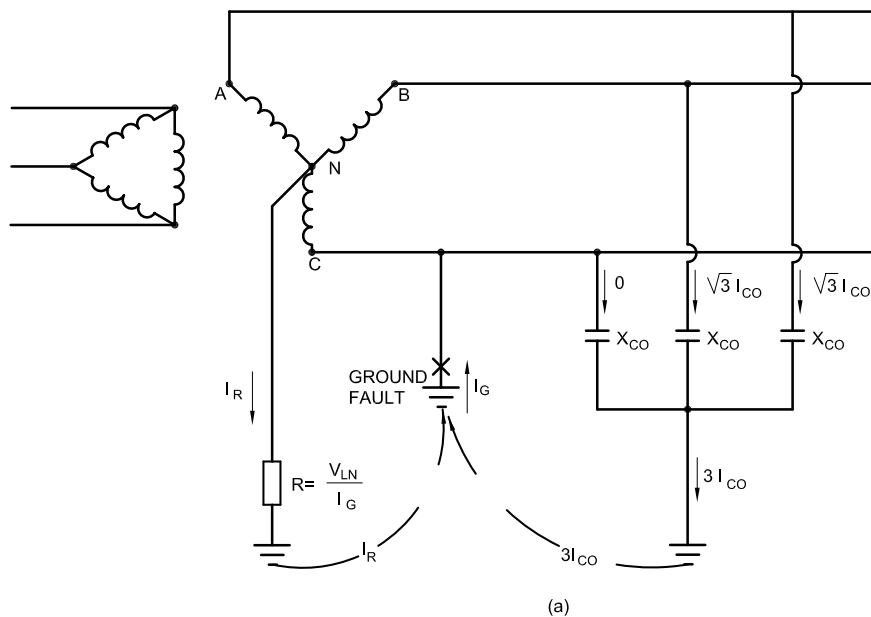 A
B
N
C
0
√3 I_CO
√3 I_CO
X_CO
X_CO
X_CO
GROUND
FAULT
I_G
I_R
R= V_LN / I_G
3 I_CO
I_R
3I_CO
(a)